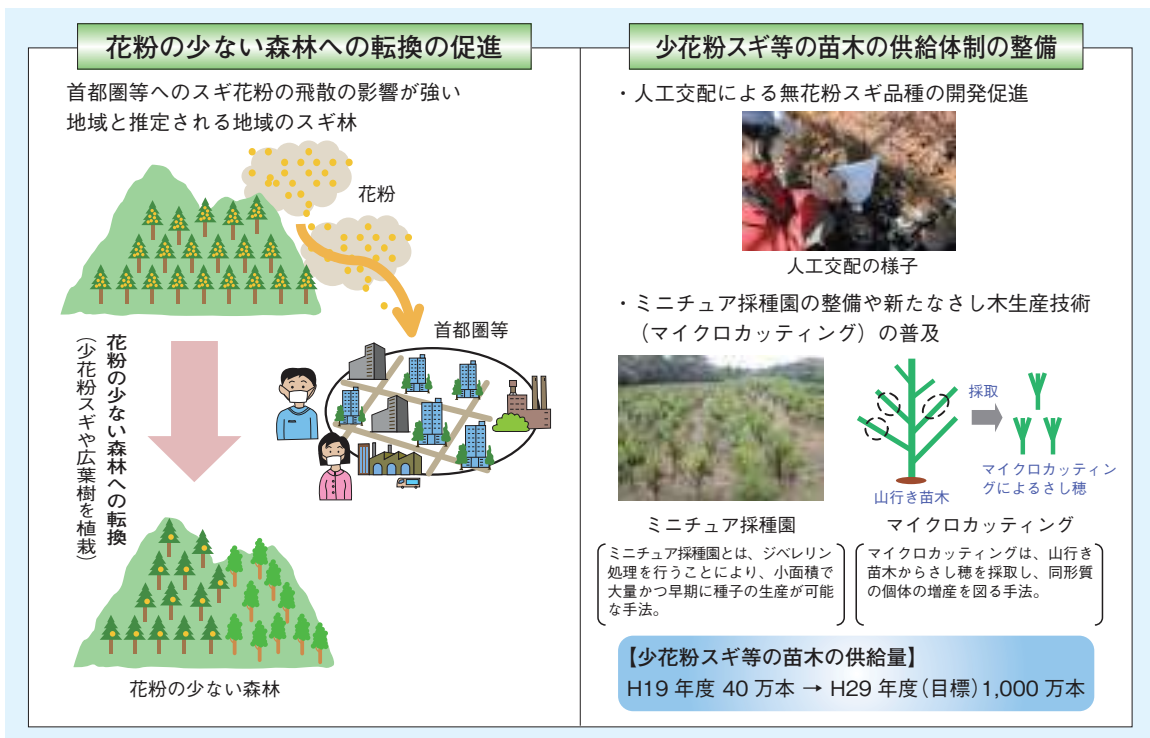 花粉の少ない森林への転換の促進
首都圏等へのスギ花粉の飛散の影響が強い
地域と推定される地域のスギ林
花粉
首都圏等
花粉の少ない森林への転換
（少花粉スギや広葉樹を植栽）
花粉の少ない森林
少花粉スギ等の苗木の供給体制の整備
・人工交配による無花粉スギ品種の開発促進
人工交配の様子
・ミニチュア採種園の整備や新たなさし木生産技術
（マイクロカッティング）の普及
採取
山行き苗木
マイクロカッティン
グによるさし穂
ミニチュア採種園
ミニチュア採種園とは、ジベレリン
処理を行うことにより、小面積で
大量かつ早期に種子の生産が可能
な手法。
マイクロカッティング
マイクロカッティングは、山行き
苗木からさし穂を採取し、同形質
の個体の増産を図る手法。
【少花粉スギ等の苗木の供給量】
H19 年度 40 万本 → H29 年度（目標）1,000 万本